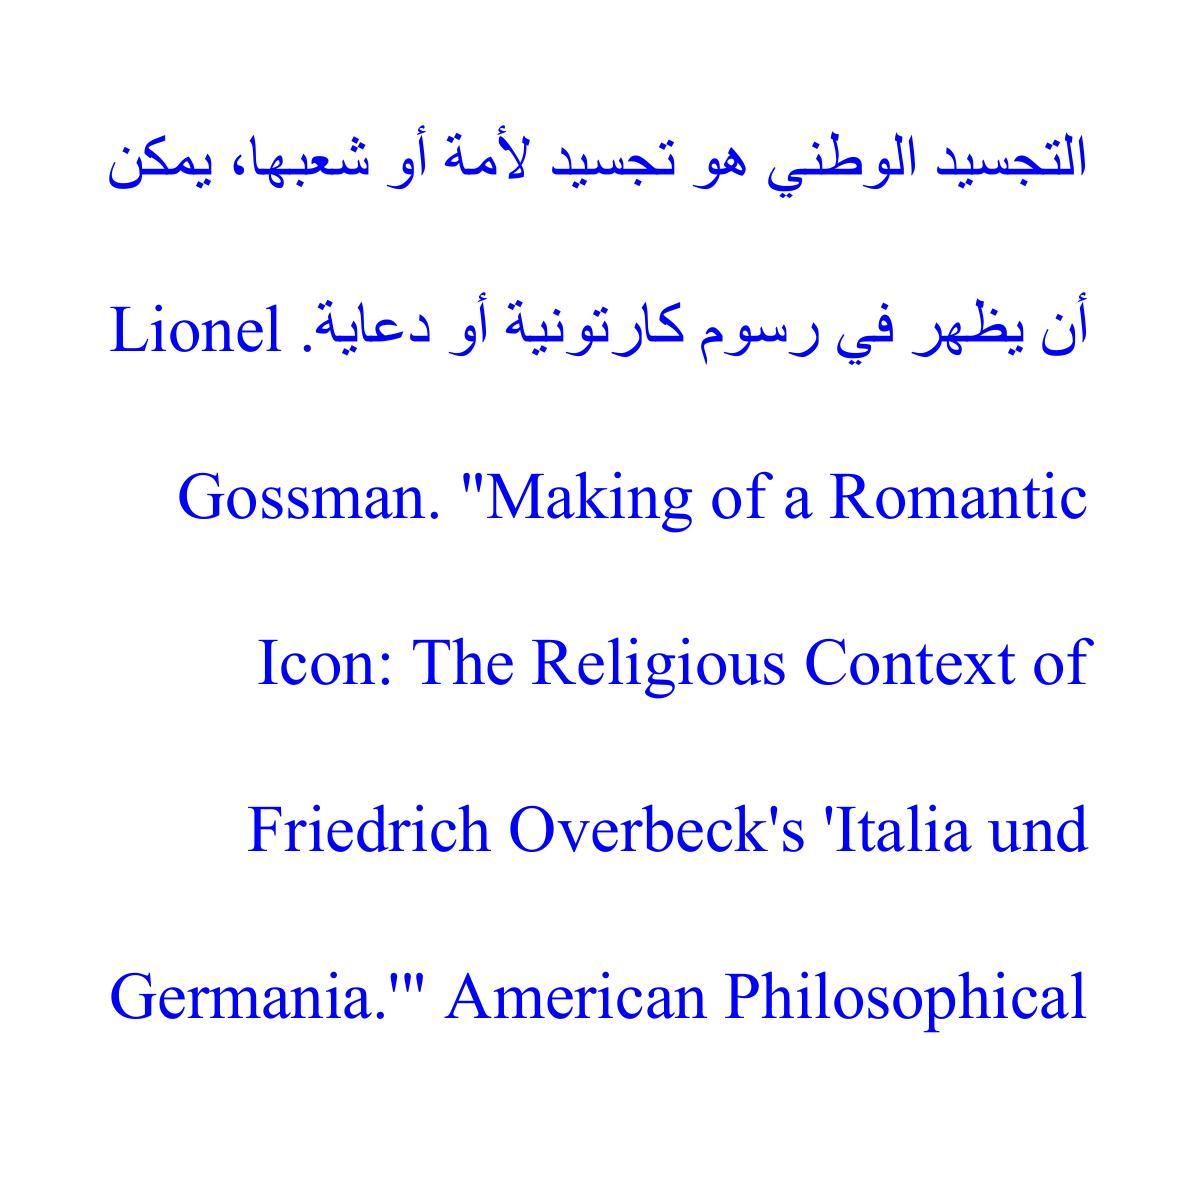 التجسيد الوطني هو تجسيد لأمة أو شعبها، يمكن
أن يظهر في رسوم كارتونية أو دعاية. Lionel
Gossman. "Making of a Romantic
Icon: The Religious Context of
Friedrich Overbeck's 'Italia und
Germania.'" American Philosophical